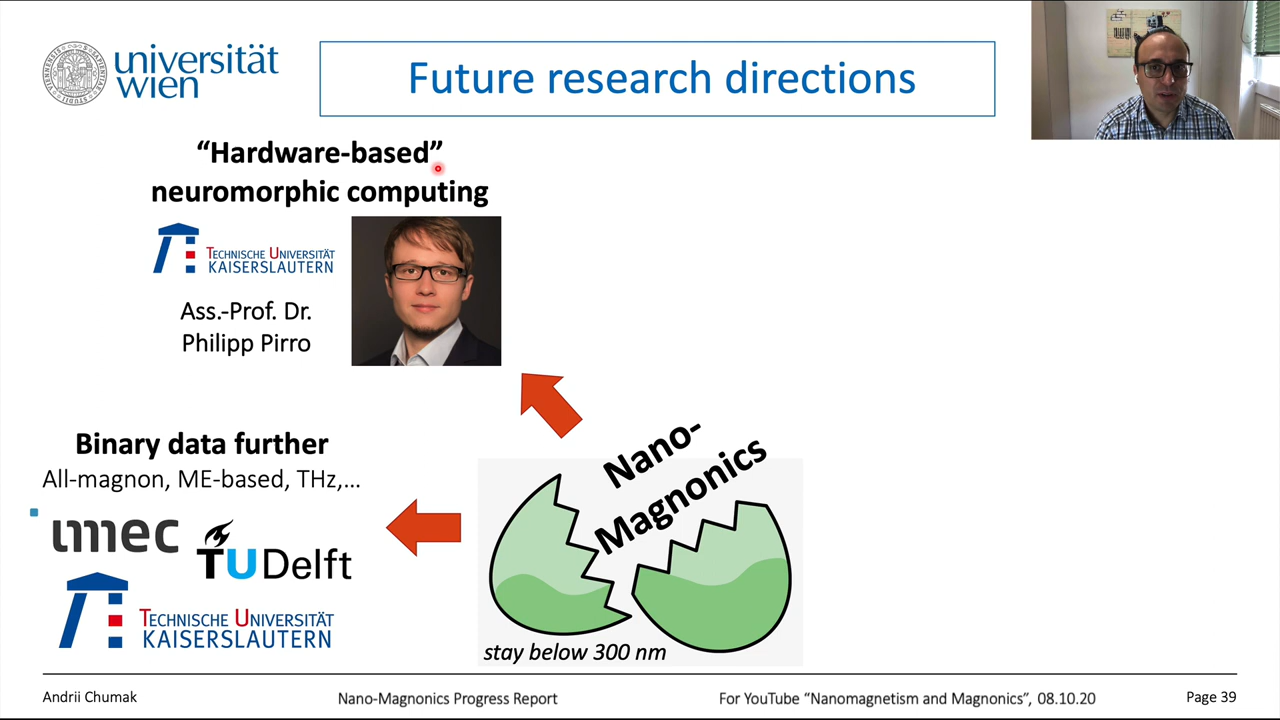 universität
wien
Future research directions
“Hardware-based”
neuromorphic computing
TECHNISCHE UNIVERSITÄT
KAISERSLAUTERN
Ass.-Prof. Dr.
Philipp Pirro
Binary data further
All-magnon, ME-based, THz,...
imec
TU Delft
TECHNISCHE UNIVERSITÄT
KAISERSLAUTERN
Nano-
Magnonics
stay below 300 nm
Andrii Chumak
Nano-Magnonics Progress Report
For YouTube “Nanomagnetism and Magnonics”, 08.10.20
Page 39